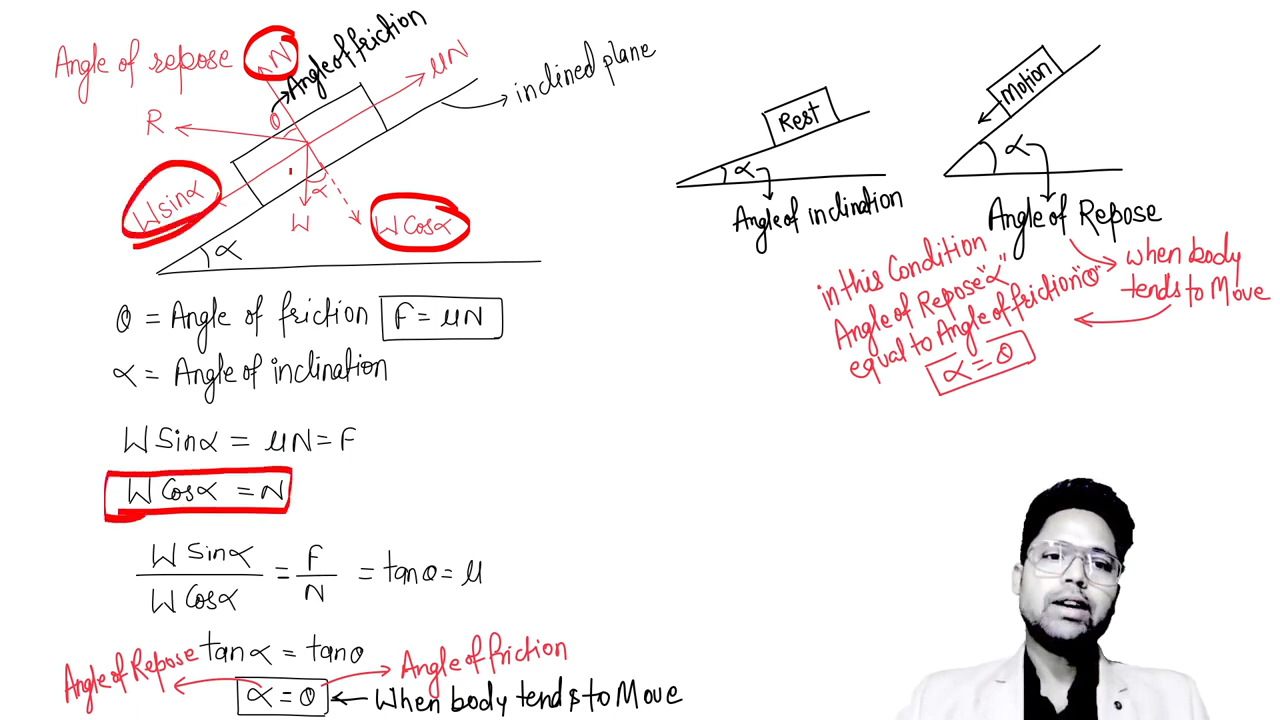 Angle of repose
N
Angle of friction
μN
inclined plane
θ
R
W sinα
α
W
W Cosα
α
θ = Angle of friction
F = μN
α = Angle of inclination
W Sinα = μN = F
W Cosα = N
W Sinα / W Cosα = F / N = tanθ = μ
Angle of Repose tanα = tanθ
Angle of friction
α = θ ← When body tends to Move
Rest
α
Angle of inclination
Motion
α
Angle of Repose
when body
tends to Move
in this Condition
Angle of Repose "α"
equal to Angle of friction "θ"
α = θ